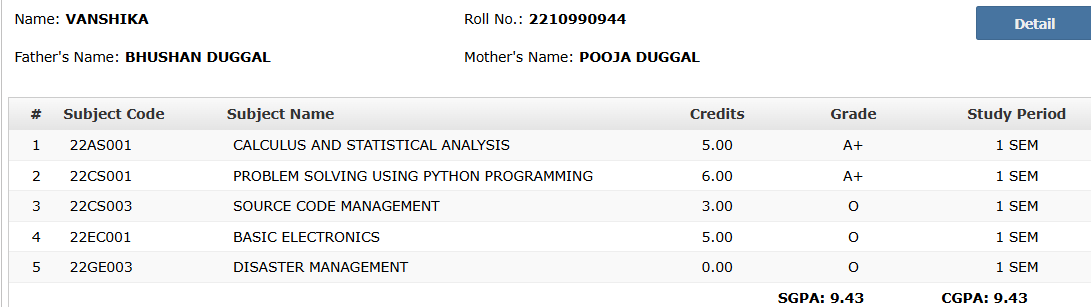 Name: VANSHIKA Roll No.: 2210990944 Detail
Father's Name: BHUSHAN DUGGAL Mother's Name: POOJA DUGGAL
# Subject Code Subject Name Credits Grade Study Period
1 22AS001 CALCULUS AND STATISTICAL ANALYSIS 5.00 A+ 1 SEM
2 22CS001 PROBLEM SOLVING USING PYTHON PROGRAMMING 6.00 A+ 1 SEM
3 22CS003 SOURCE CODE MANAGEMENT 3.00 O 1 SEM
4 22EC001 BASIC ELECTRONICS 5.00 O 1 SEM
5 22GE003 DISASTER MANAGEMENT 0.00 O 1 SEM
SGPA: 9.43 CGPA: 9.43